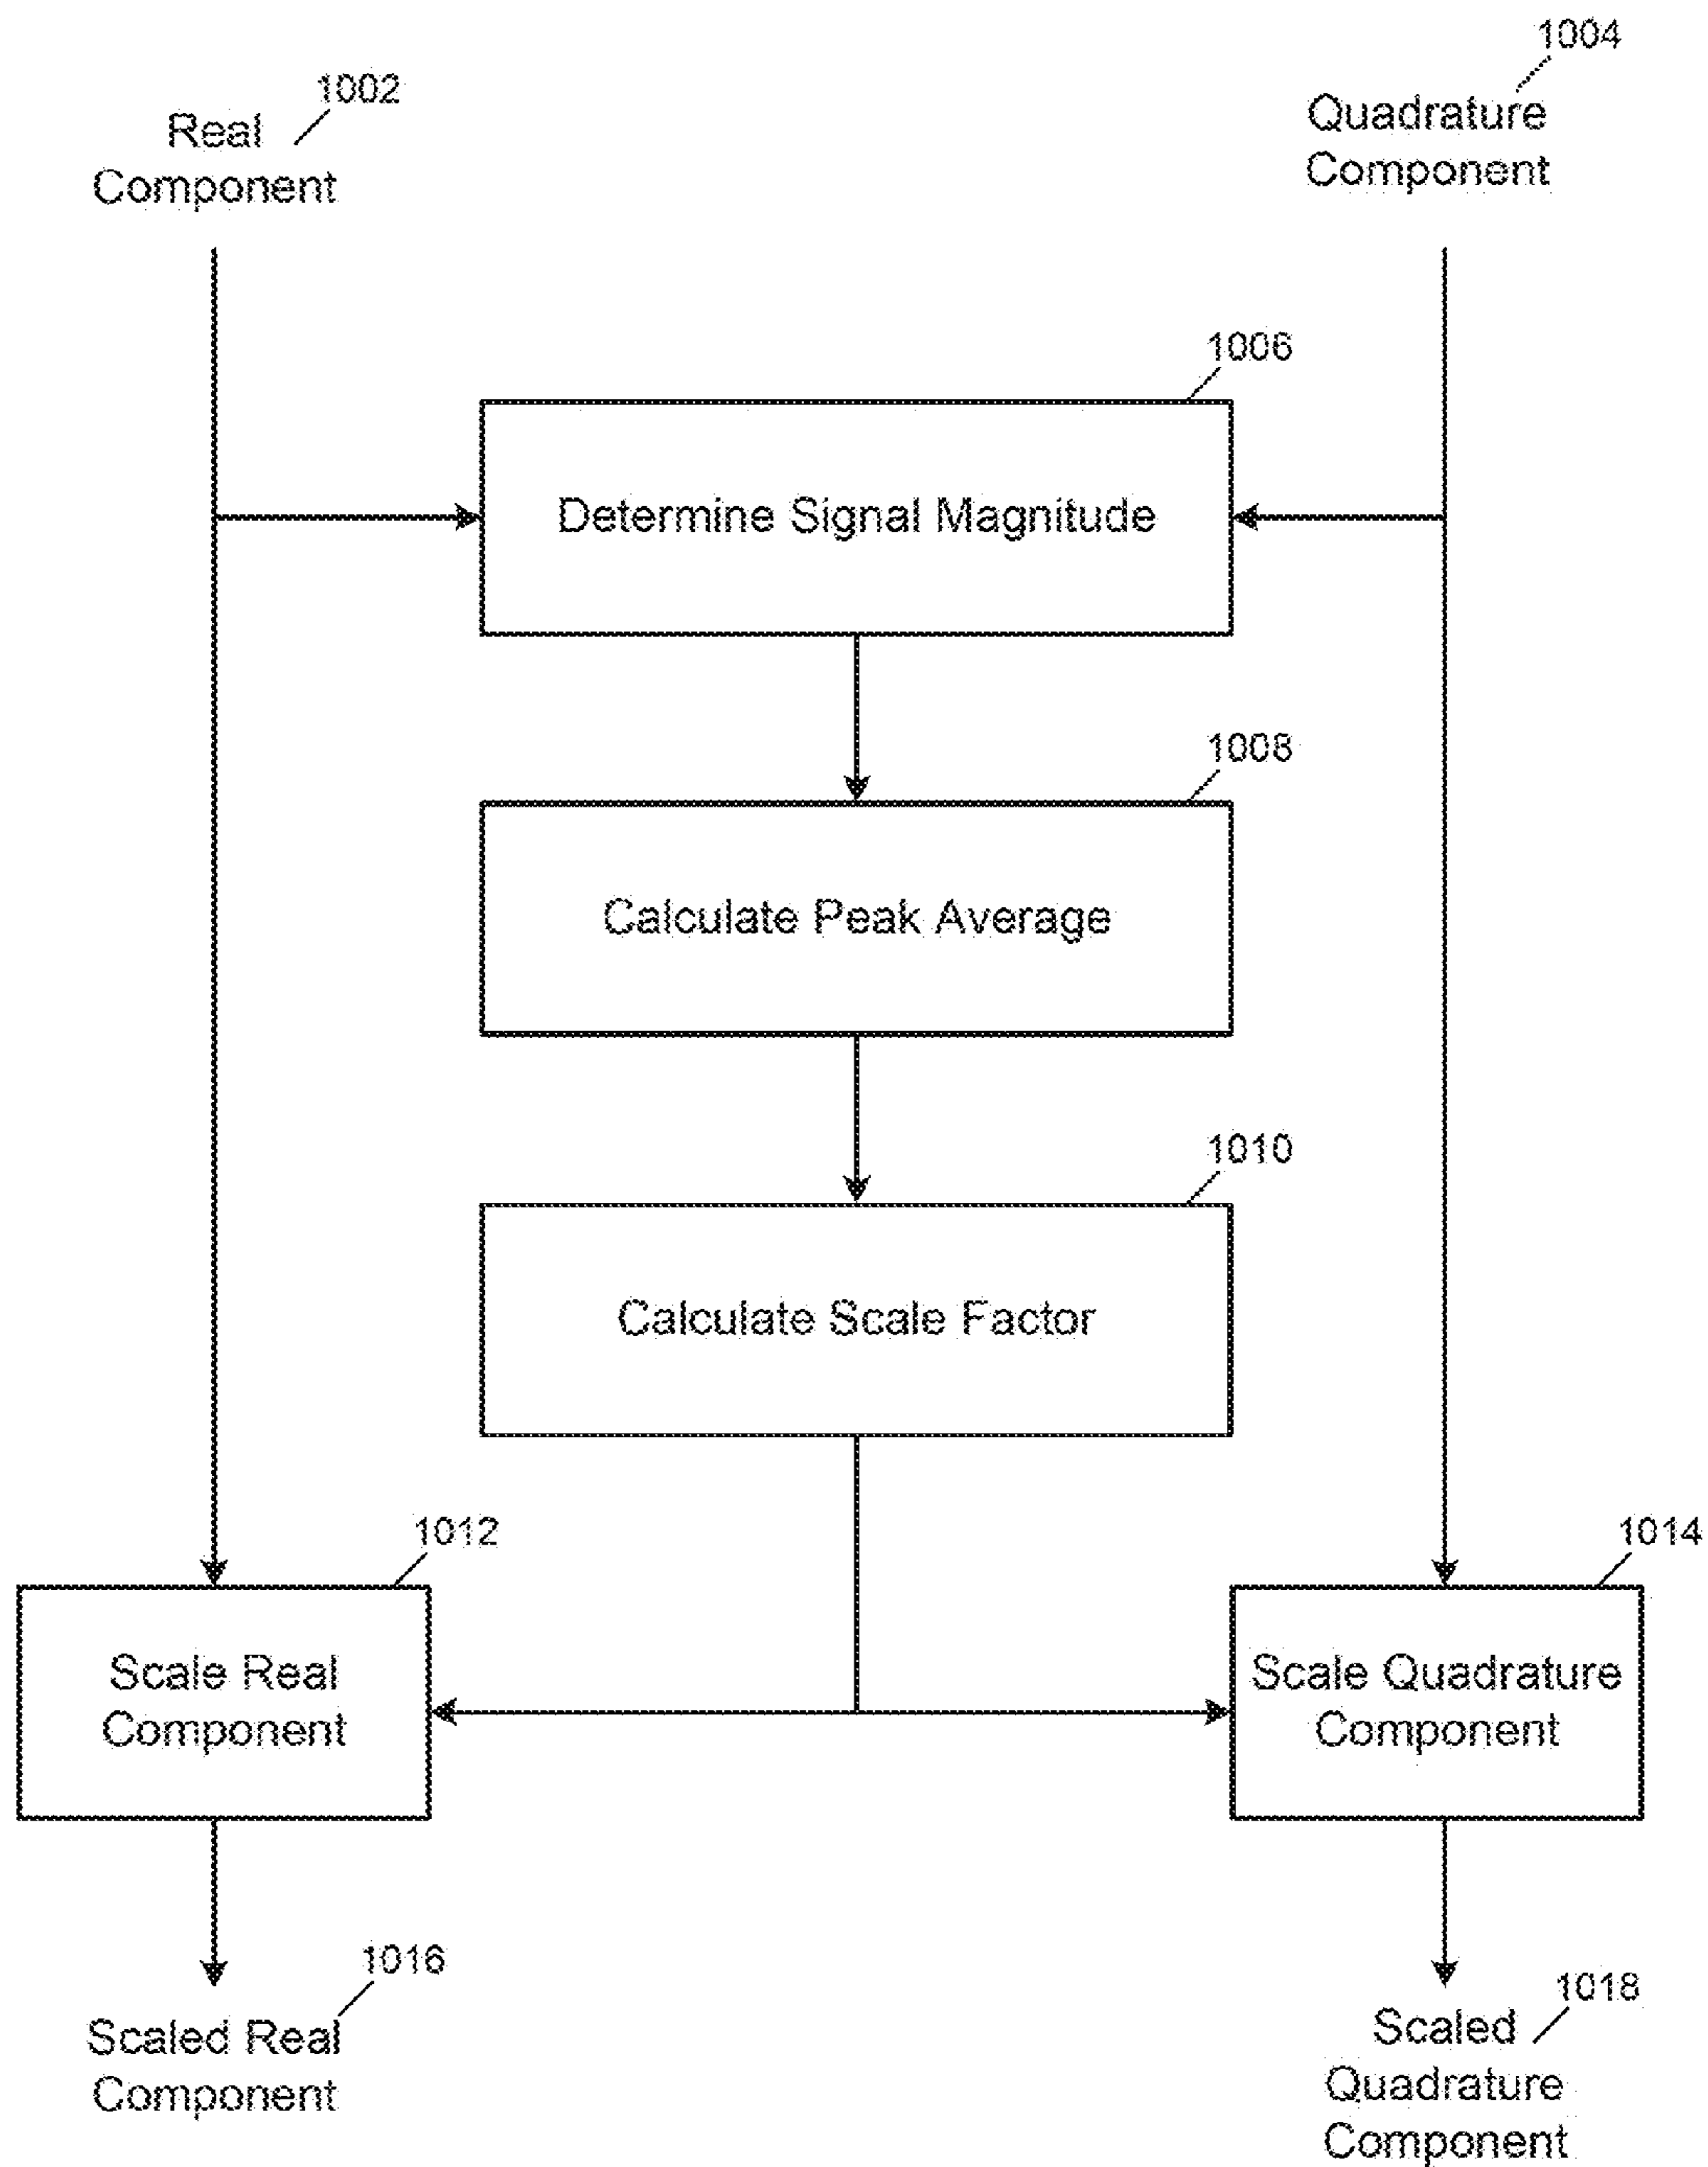 1002
Real
Component
1004
Quadrature
Component
1006
Determine Signal Magnitude
1008
Calculate Peak Average
1010
Calculate Scale Factor
1012
Scale Real
Component
1014
Scale Quadrature
Component
1016
Scaled Real
Component
1018
Scaled
Quadrature
Component